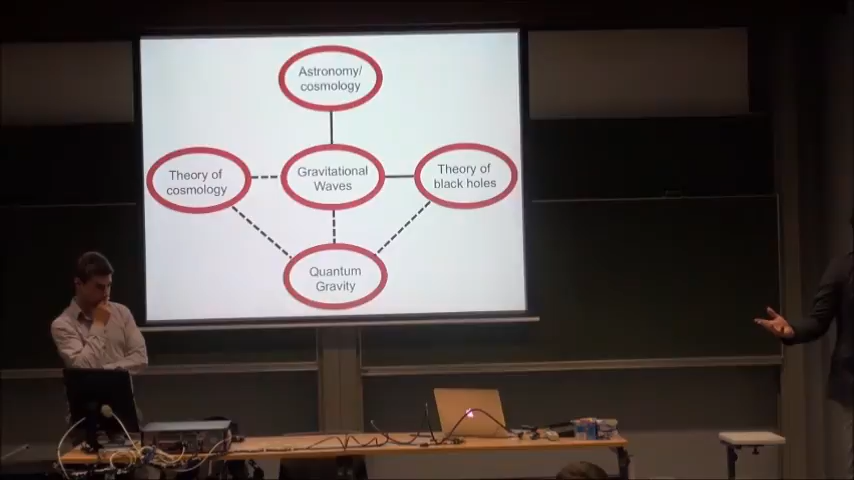 Astronomy/
cosmology
Theory of
cosmology
Gravitational
Waves
Theory of
black holes
Quantum
Gravity